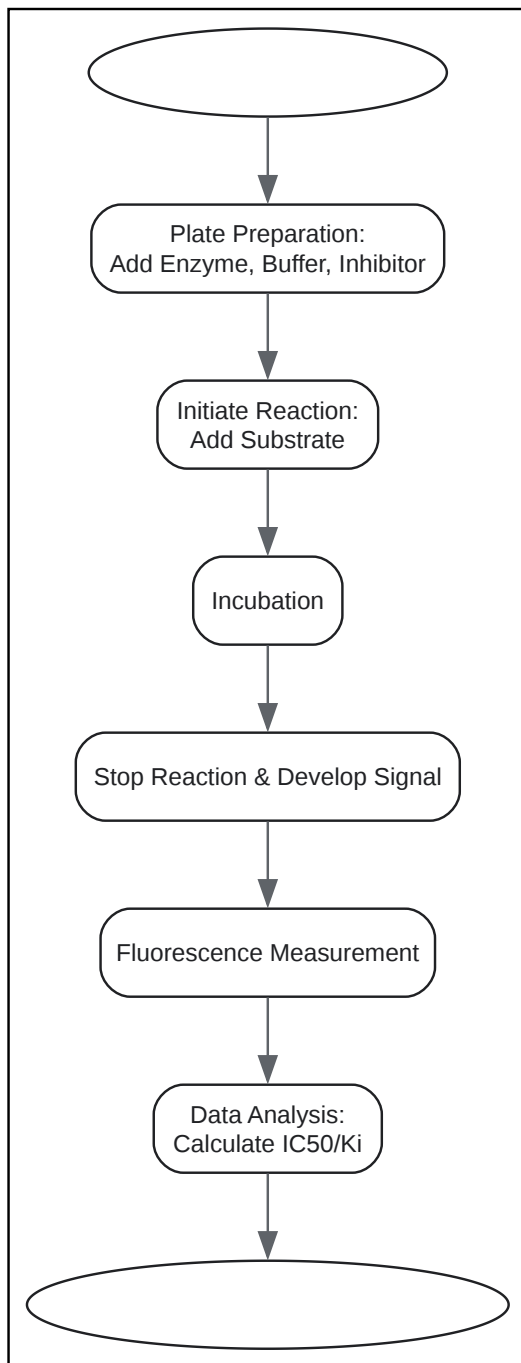 Plate Preparation:
Add Enzyme, Buffer, Inhibitor
Initiate Reaction:
Add Substrate
Incubation
Stop Reaction & Develop Signal
Fluorescence Measurement
Data Analysis:
Calculate IC50/Ki